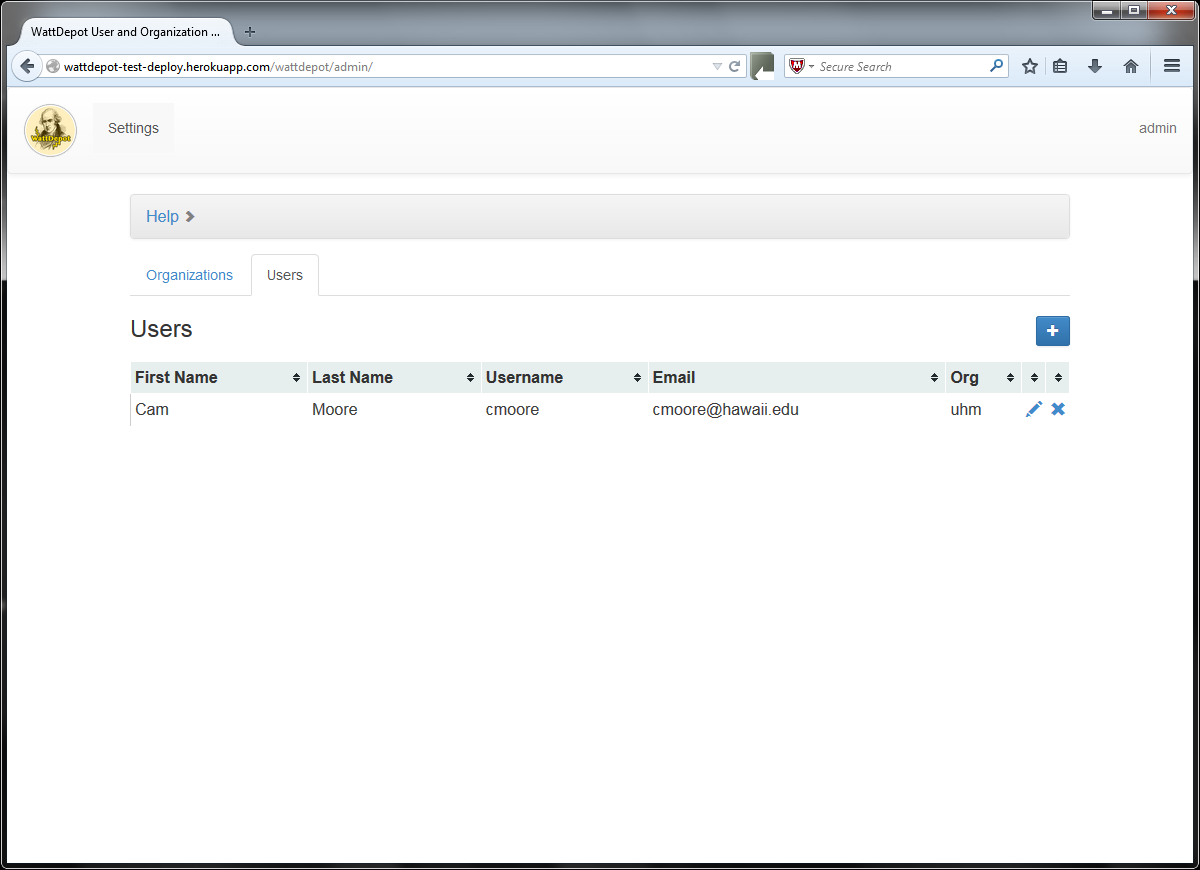 WattDepot User and Organization ...
wattdepot-test-deploy.herokuapp.com/wattdepot/admin/
Secure Search
WattDepot
Settings
admin
Help
Organizations
Users
Users
First Name Last Name Username Email Org
Cam Moore cmoore cmoore@hawaii.edu uhm